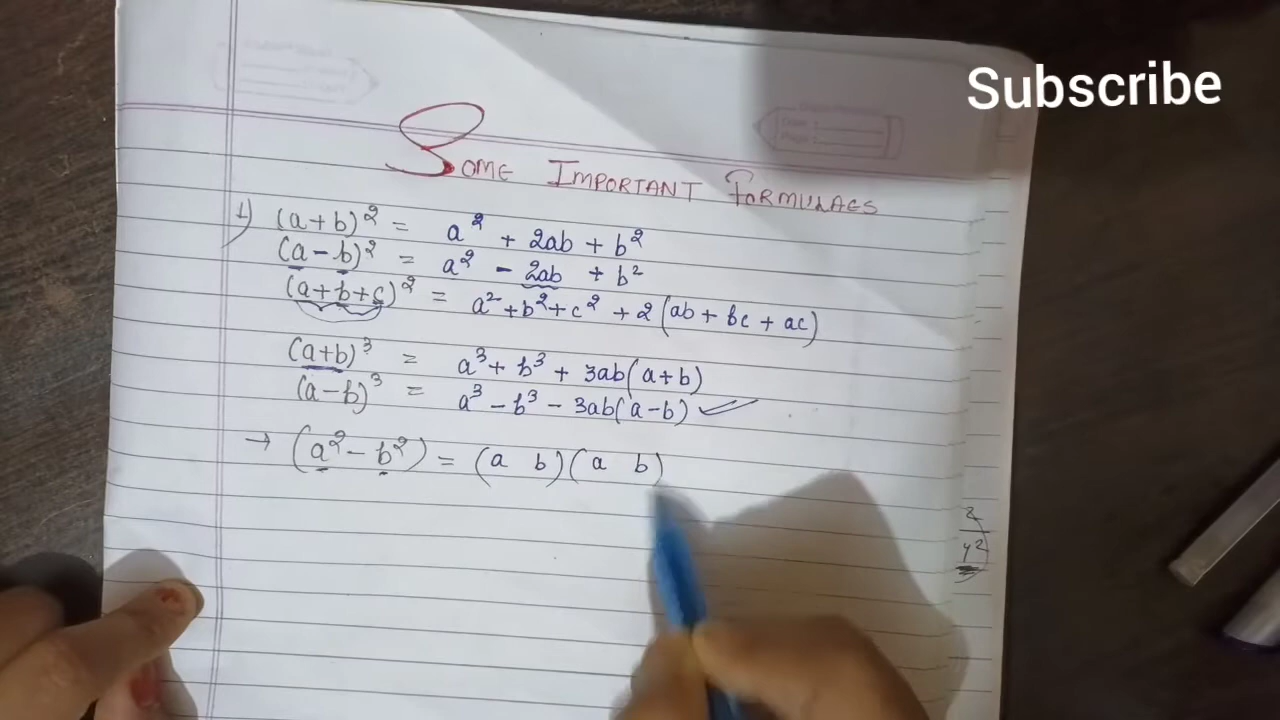 Subscribe
SOME IMPORTANT FORMULAES
1) (a+b)² = a² + 2ab + b²
(a-b)² = a² - 2ab + b²
(a+b+c)² = a²+b²+c² + 2(ab+bc+ac)
(a+b)³ = a³+b³ + 3ab(a+b)
(a-b)³ = a³-b³-3ab(a-b) ✓
→ (a²-b²) = (a b)(a b)
y²